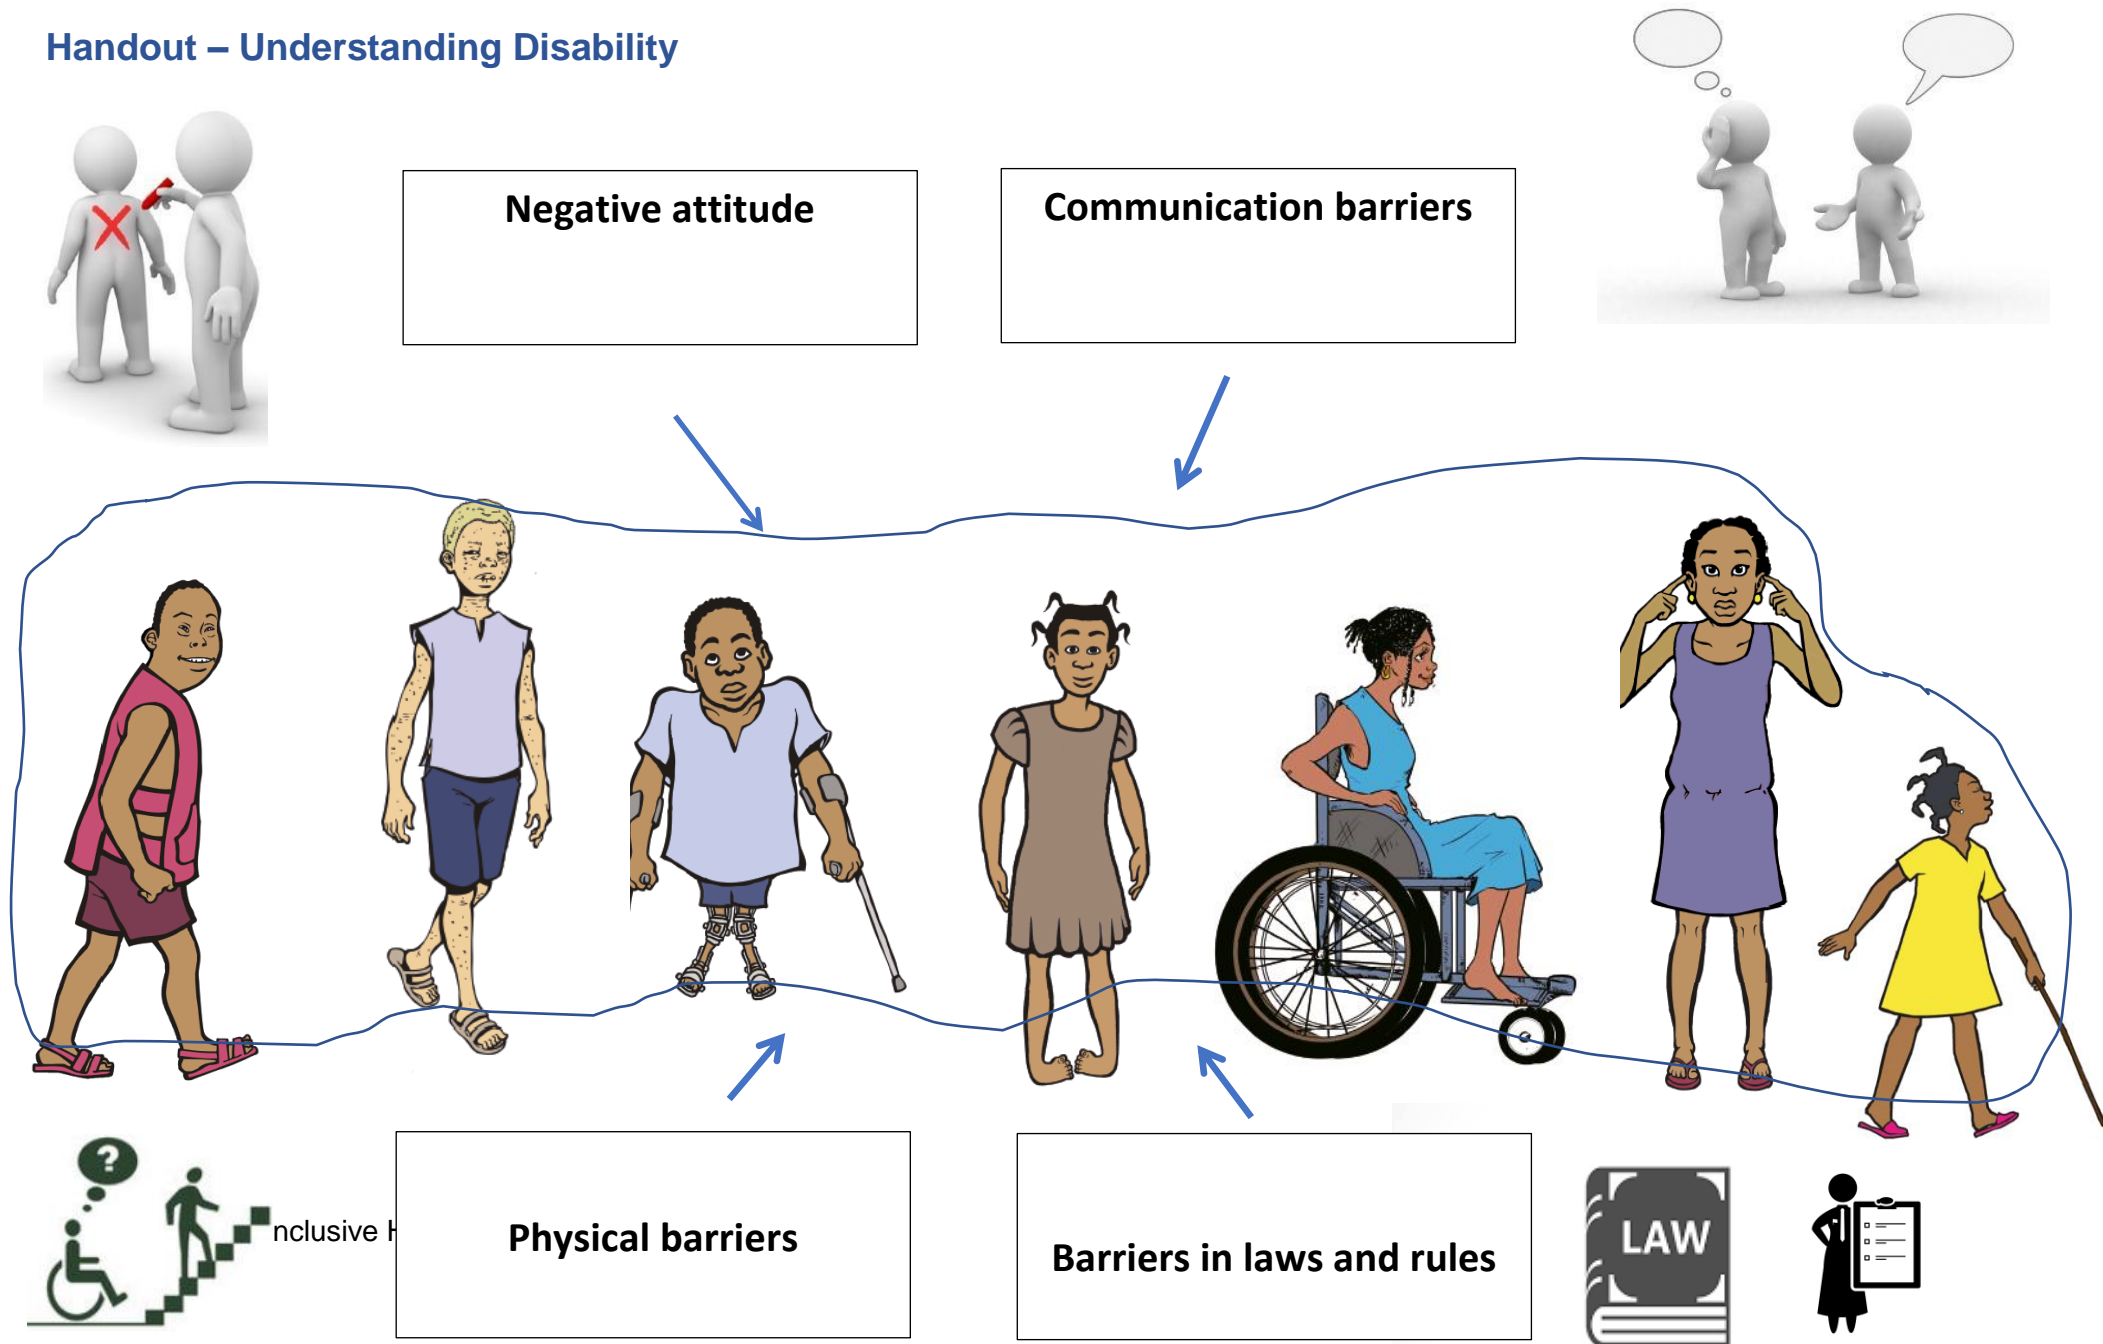 Handout – Understanding Disability
Negative attitude
Communication barriers
?
nclusive H
Physical barriers
Barriers in laws and rules
LAW